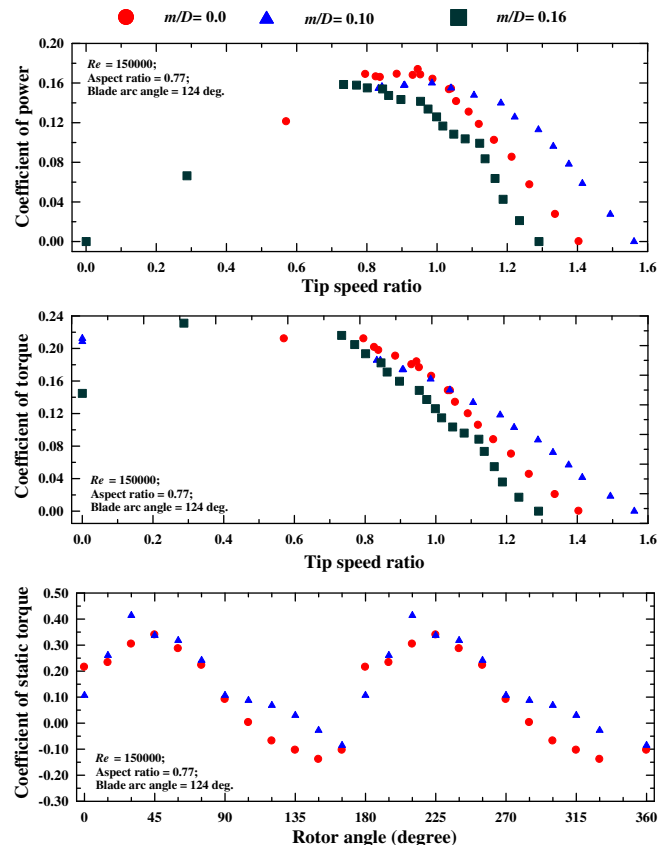 m/D= 0.0 m/D= 0.10 m/D= 0.16
0.20
0.16
0.12
0.08
0.04
0.00
Coefficient of power
Re = 150000;
Aspect ratio = 0.77;
Blade arc angle = 124 deg.
0.0 0.2 0.4 0.6 0.8 1.0 1.2 1.4 1.6
Tip speed ratio
0.24
0.20
0.16
0.12
0.08
0.04
0.00
Coefficient of torque
Re = 150000;
Aspect ratio = 0.77;
Blade arc angle = 124 deg.
0.0 0.2 0.4 0.6 0.8 1.0 1.2 1.4 1.6
Tip speed ratio
0.50
0.40
0.30
0.20
0.10
0.00
-0.10
-0.20
-0.30
Coefficient of static torque
Re = 150000;
Aspect ratio = 0.77;
Blade arc angle = 124 deg.
0 45 90 135 180 225 270 315 360
Rotor angle (degree)